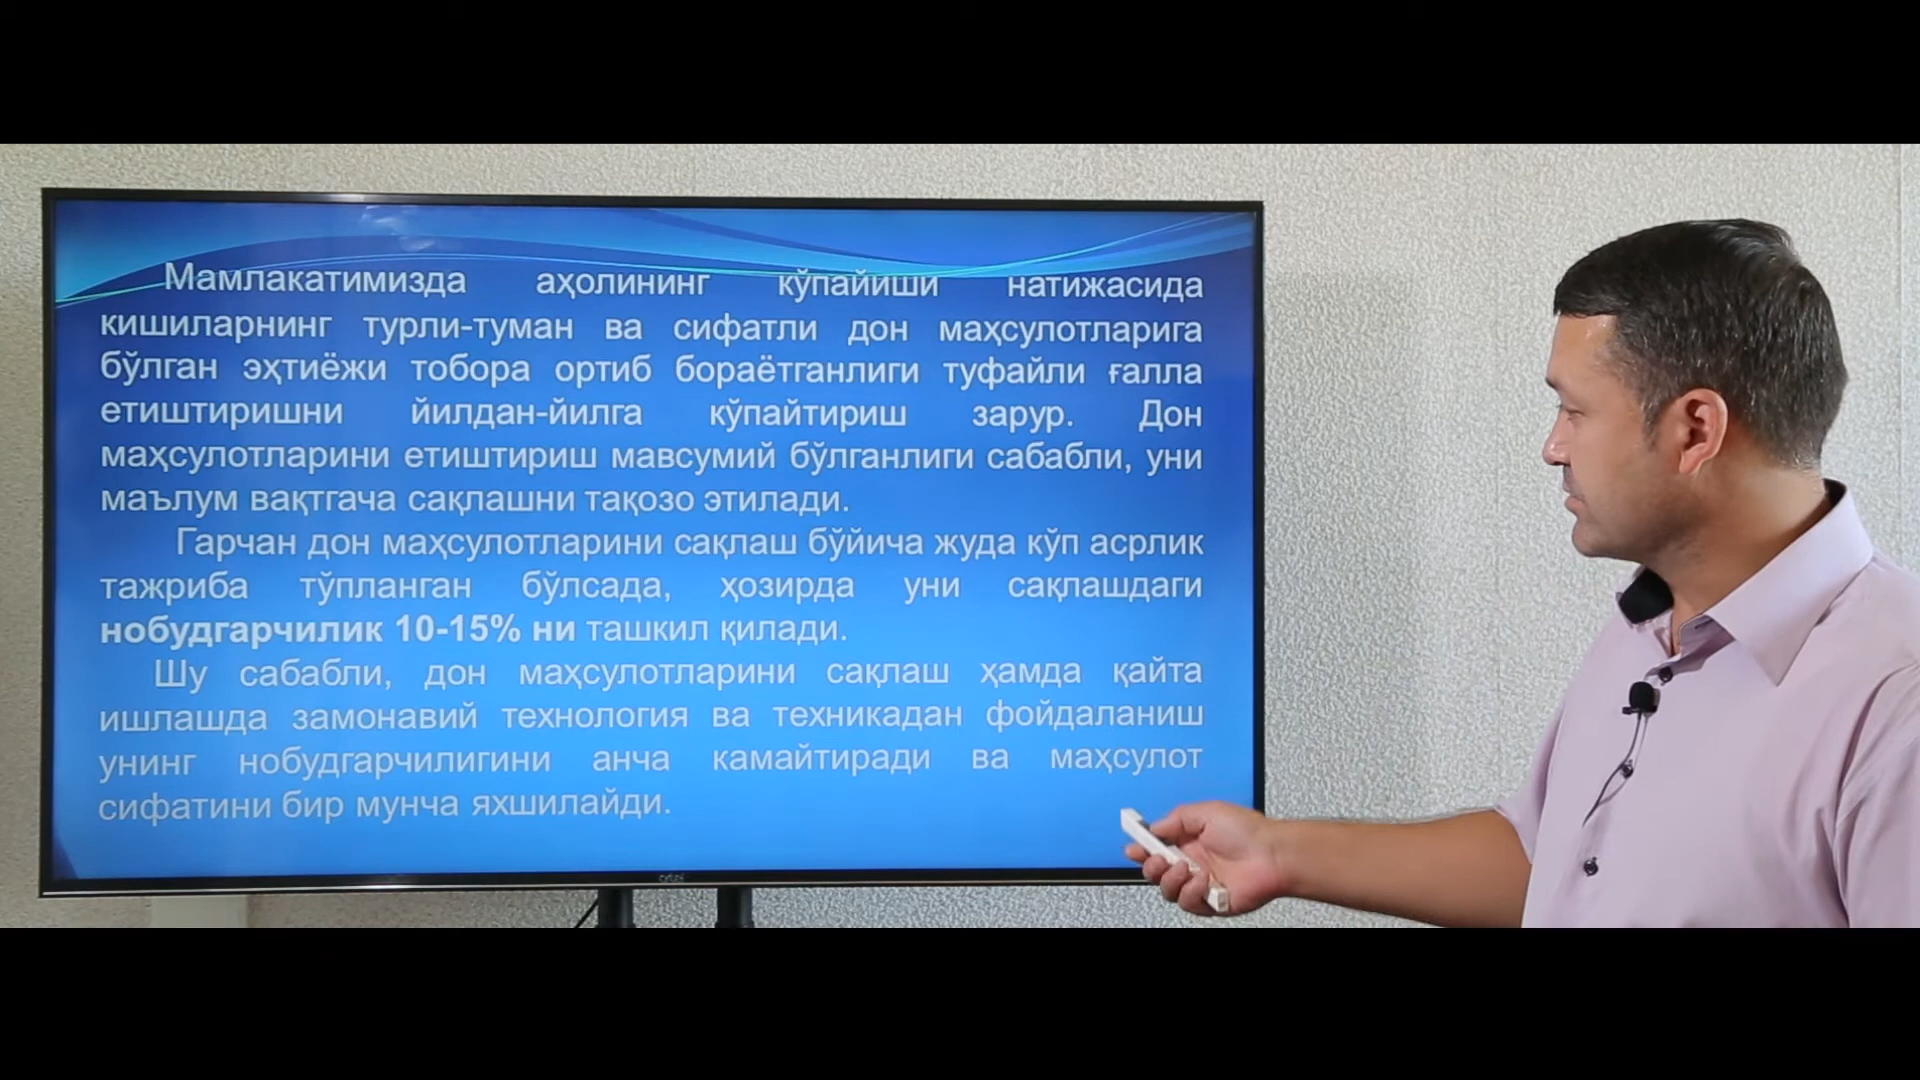 Мамлакатимизда аҳолининг кўпайиши натижасида
кишиларнинг турли-туман ва сифатли дон маҳсулотларига
бўлган эҳтиёжи тобора ортиб бораётганлиги туфайли ғалла
етиштиришни йилдан-йилга кўпайтириш зарур. Дон
маҳсулотларини етиштириш мавсумий бўлганлиги сабабли, уни
маълум вақтгача сақлашни тақозо этилади.
Гарчан дон маҳсулотларини сақлаш бўйича жуда кўп асрлик
тажриба тўпланган бўлсада, ҳозирда уни сақлашдаги
нобудгарчилик 10-15% ни ташкил қилади.
Шу сабабли, дон маҳсулотларини сақлаш ҳамда қайта
ишлашда замонавий технология ва техникадан фойдаланиш
унинг нобудгарчилигини анча камайтиради ва маҳсулот
сифатини бир мунча яхшилайди.